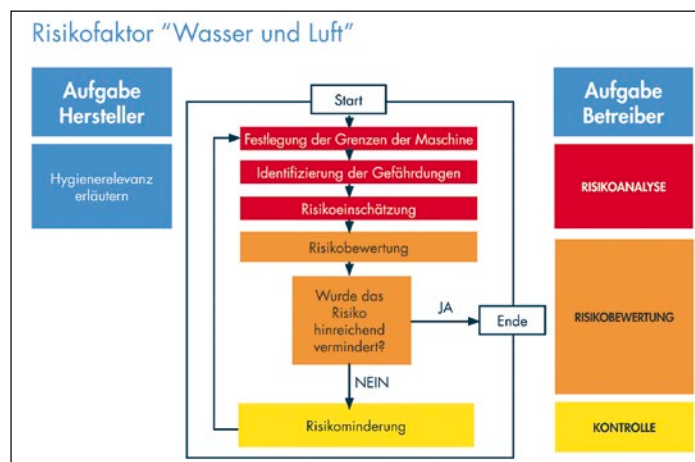 Risikofaktor “Wasser und Luft”
Aufgabe
Hersteller
Hygienerelevanz
erläutern
Start
Festlegung der Grenzen der Maschine
Identifizierung der Gefährdungen
Risikoeinschätzung
Risikobewertung
Wurde das
Risiko
hinreichend
vermindert?
JA
Ende
NEIN
Risikominderung
Aufgabe
Betreiber
RISIKOANALYSE
RISIKOBEWERTUNG
KONTROLLE